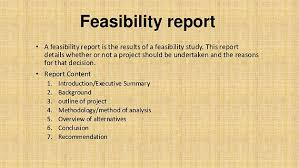 Feasibility report
• A feasibility report is the results of a feasibility study. This report
details whether or not a project should be undertaken and the reasons
for that decision.
• Report Content
1. Introduction/Executive Summary
2. Background
3. outline of project
4. Methodology/method of analysis
5. Overview of alternatives
6. Conclusion
7. Recommendation